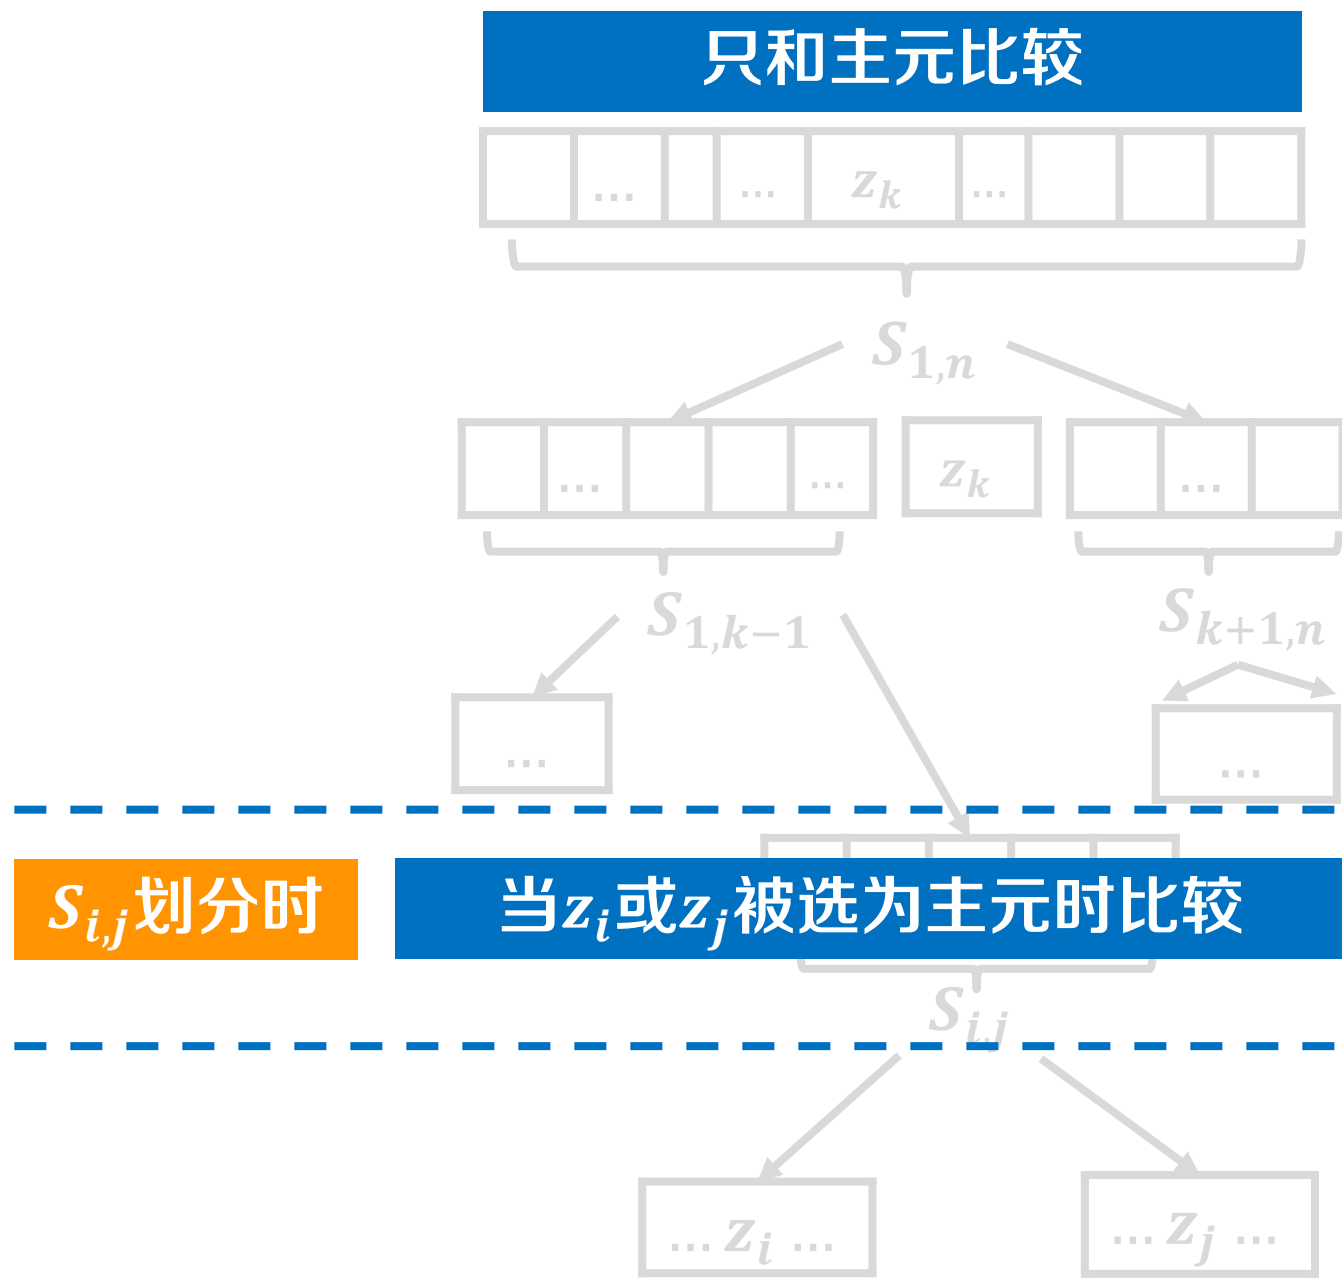 只和主元比较
... ... z_k ...
S_{1,n}
... ... z_k ...
S_{1,k-1} S_{k+1,n}
... ...
S_{i,j}划分时 当z_i或z_j被选为主元时比较
S_{i,j}
... z_i ... ... z_j ...